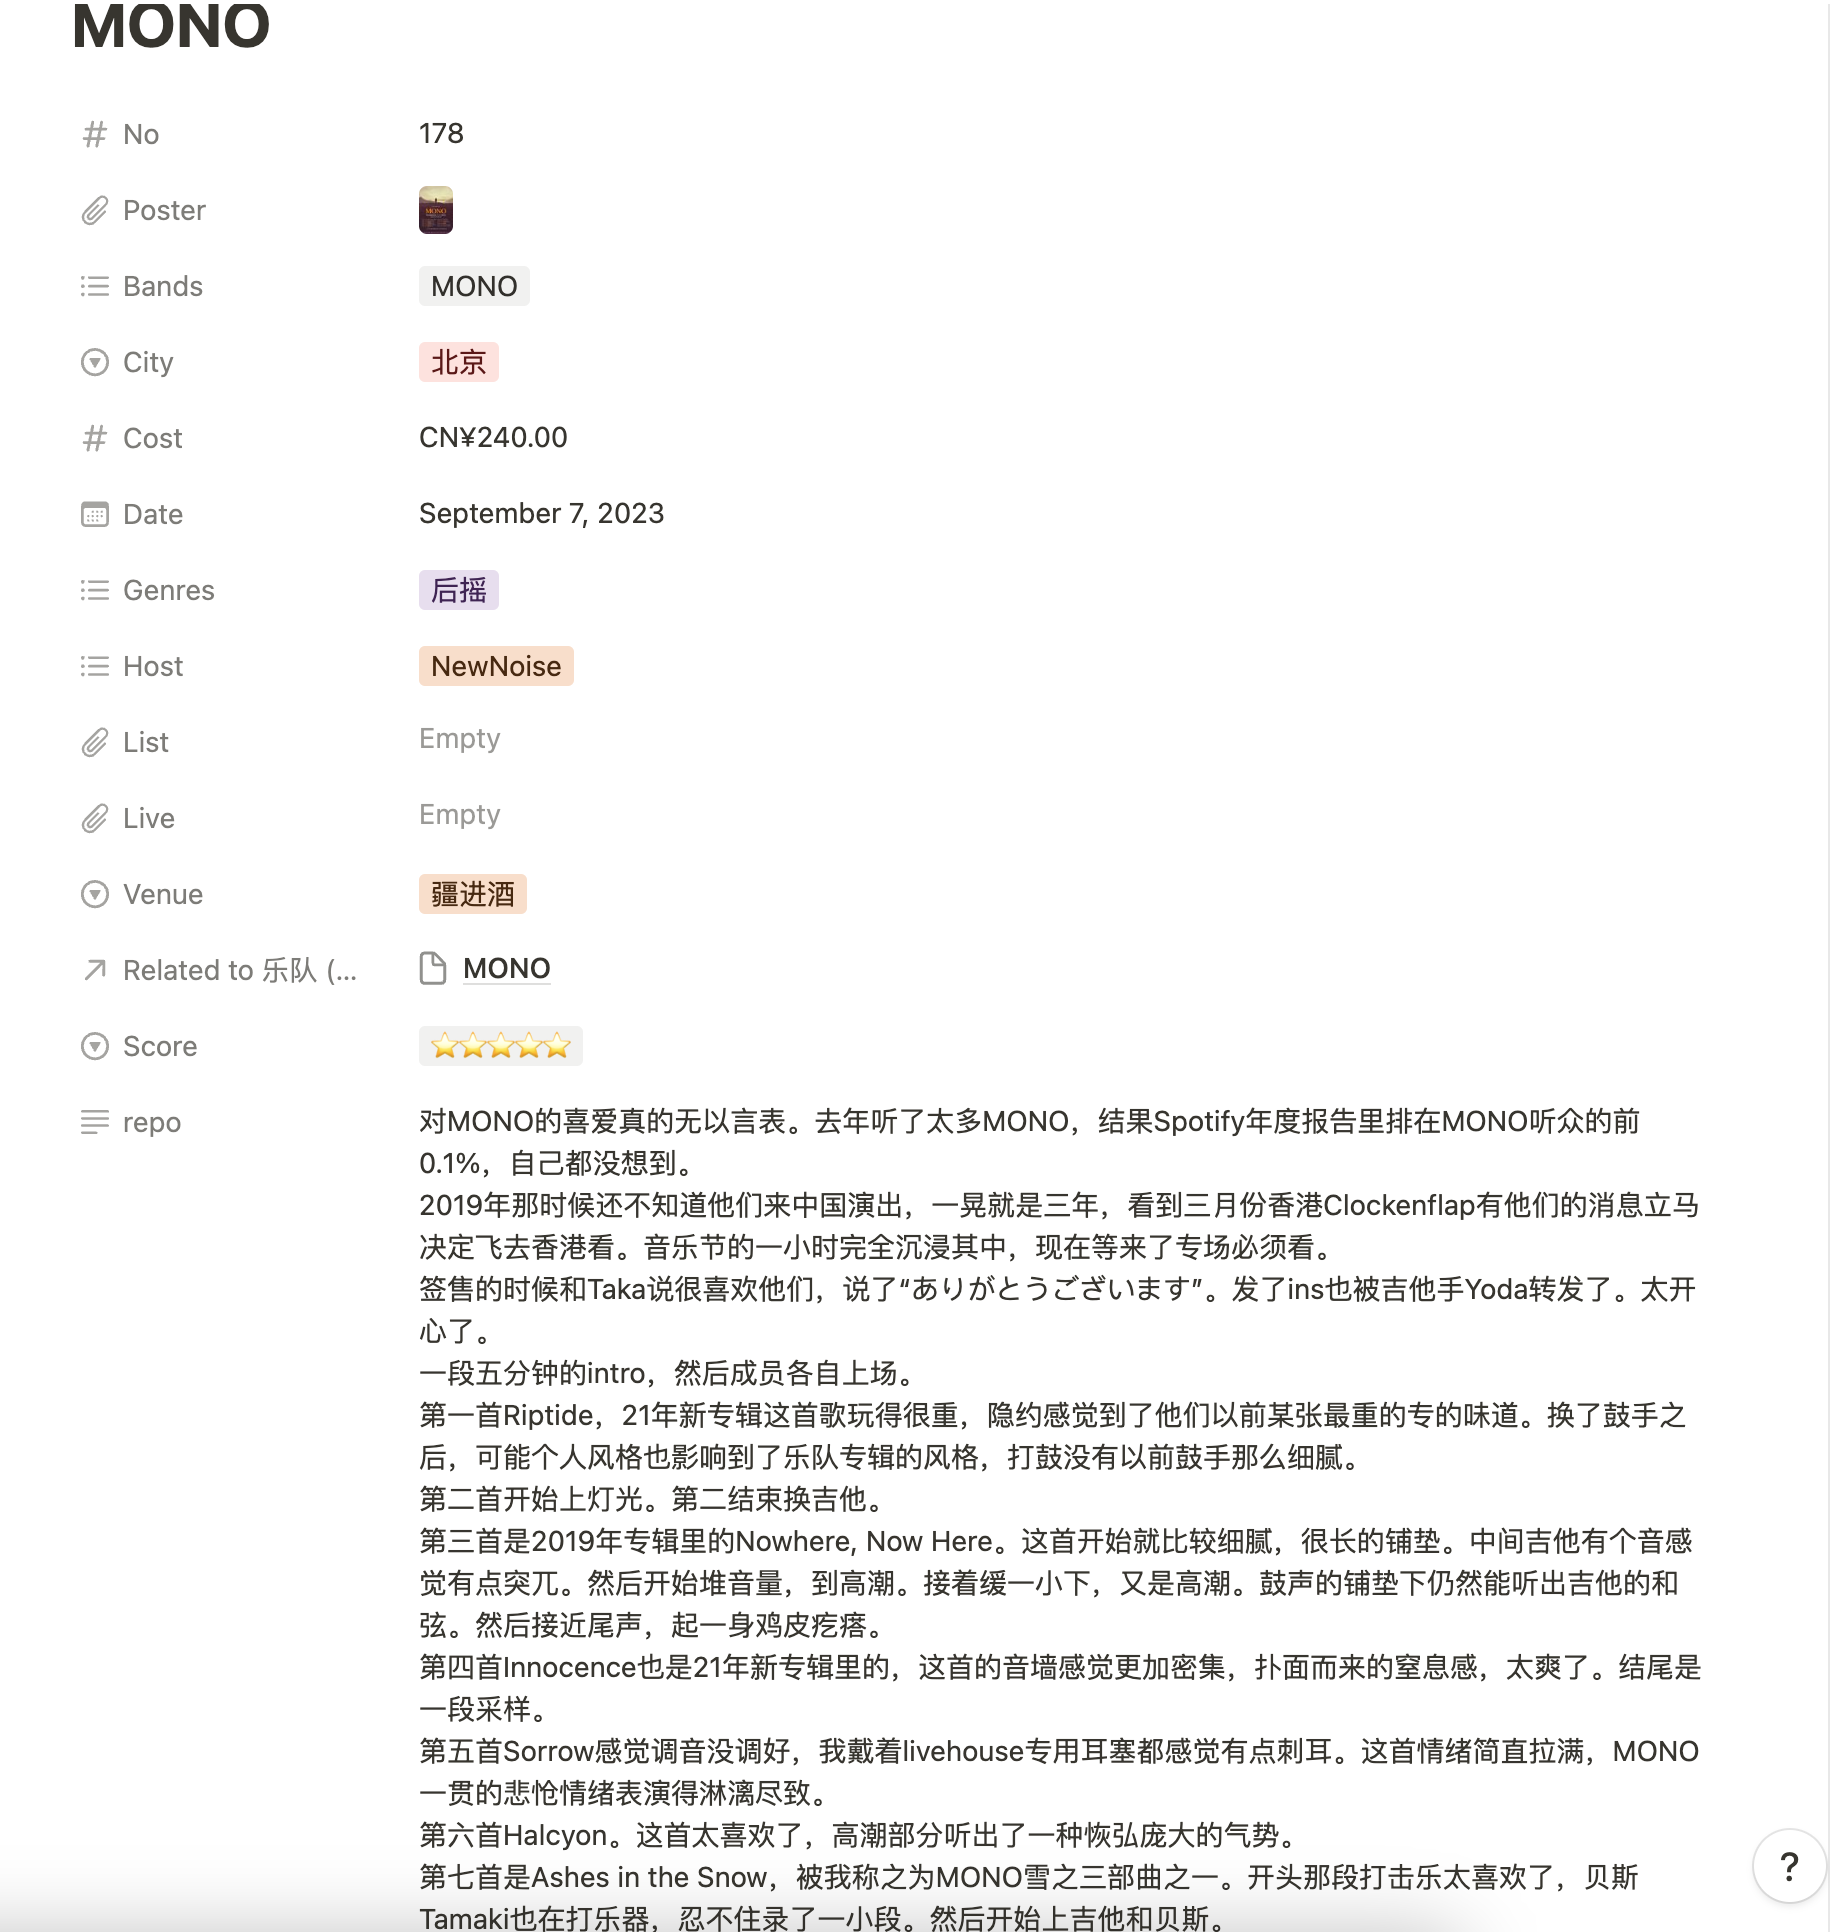 MONO
No 178
Poster
Bands MONO
City 北京
Cost CN¥240.00
Date September 7, 2023
Genres 后摇
Host NewNoise
List Empty
Live Empty
Venue 疆进酒
Related to 乐队 (... MONO
Score ⭐⭐⭐⭐⭐
repo 对MONO的喜爱真的无以言表。去年听了太多MONO，结果Spotify年度报告里排在MONO听众的前
0.1%，自己都没想到。
2019年那时候还不知道他们来中国演出，一晃就是三年，看到三月份香港Clockenflap有他们的消息立马
决定飞去香港看。音乐节的一小时完全沉浸其中，现在等来了专场必须看。
签售的时候和Taka说很喜欢他们，说了“ありがとうございます”。发了ins也被吉他手Yoda转发了。太开
心了。
一段五分钟的intro，然后成员各自上场。
第一首Riptide，21年新专辑这首歌玩得很重，隐约感觉到了他们以前某张最重的专的味道。换了鼓手之
后，可能个人风格也影响到了乐队专辑的风格，打鼓没有以前鼓手那么细腻。
第二首开始上灯光。第二结束换吉他。
第三首是2019年专辑里的Nowhere, Now Here。这首开始就比较细腻，很长的铺垫。中间吉他有个音感
觉有点突兀。然后开始堆音量，到高潮。接着缓一小下，又是高潮。鼓声的铺垫下仍然能听出吉他的和
弦。然后接近尾声，起一身鸡皮疙瘩。
第四首Innocence也是21年新专辑里的，这首的音墙感觉更加密集，扑面而来的窒息感，太爽了。结尾是
一段采样。
第五首Sorrow感觉调音没调好，我戴着livehouse专用耳塞都感觉有点刺耳。这首情绪简直拉满，MONO
一贯的悲怆情绪表演得淋漓尽致。
第六首Halcyon。这首太喜欢了，高潮部分听出了一种恢弘庞大的气势。
第七首是Ashes in the Snow，被我称之为MONO雪之三部曲之一。开头那段打击乐太喜欢了，贝斯
Tamaki也在打乐器，忍不住录了一小段。然后开始上吉他和贝斯。
?